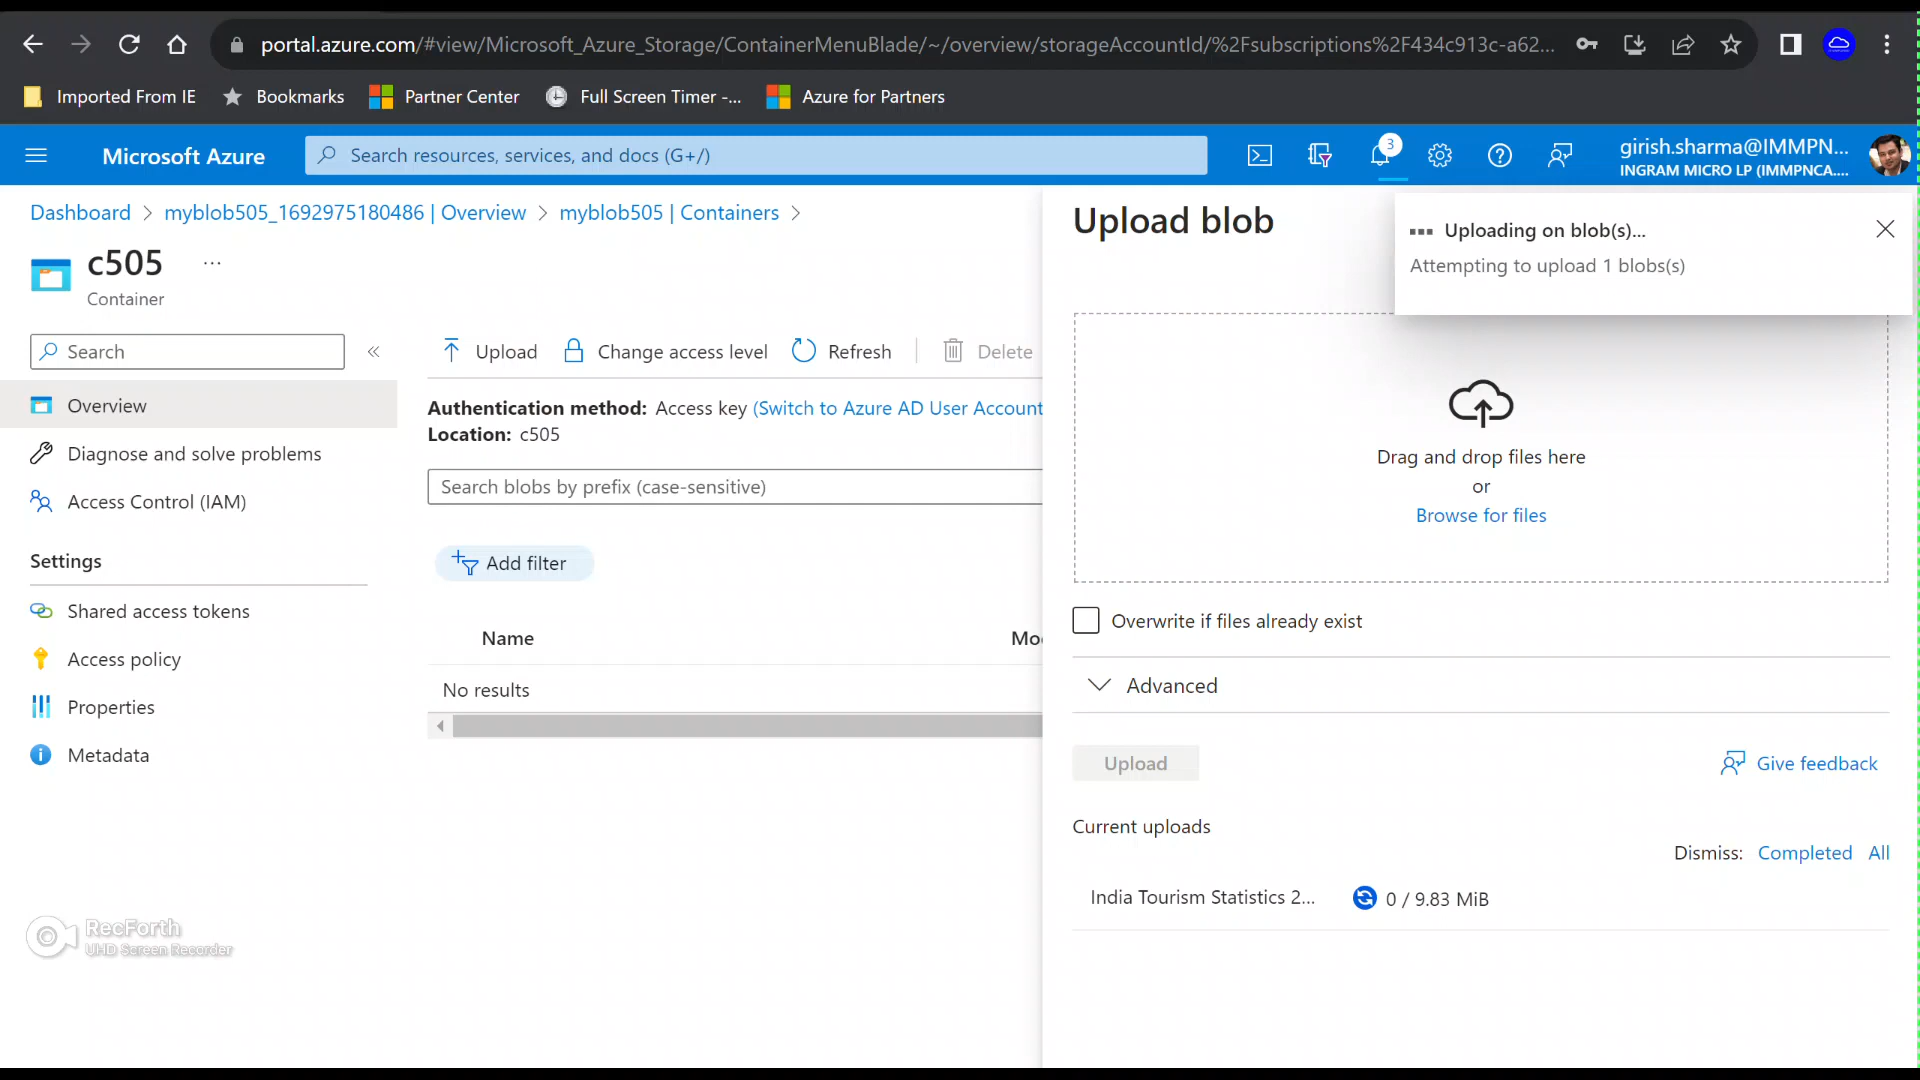 portal.azure.com/#view/Microsoft_Azure_Storage/ContainerMenuBlade/~/overview/storageAccountId/%2Fsubscriptions%2F434c913c-a62...
Imported From IE
Bookmarks
Partner Center
Full Screen Timer -...
Azure for Partners
Microsoft Azure
Search resources, services, and docs (G+/)
3
girish.sharma@IMMPN...
INGRAM MICRO LP (IMMPNCA....
Dashboard > myblob505_1692975180486 | Overview > myblob505 | Containers >
c505
...
Container
Search
Overview
Diagnose and solve problems
Access Control (IAM)
Settings
Shared access tokens
Access policy
Properties
Metadata
Upload
Change access level
Refresh
Delete
Authentication method: Access key (Switch to Azure AD User Account
Location: c505
Search blobs by prefix (case-sensitive)
Add filter
Name
No results
Upload blob
Uploading on blob(s)...
Attempting to upload 1 blobs(s)
Drag and drop files here
or
Browse for files
Overwrite if files already exist
Advanced
Upload
Give feedback
Current uploads
Dismiss: Completed All
India Tourism Statistics 2...
0 / 9.83 MiB
RecForth
UHD Screen Recorder